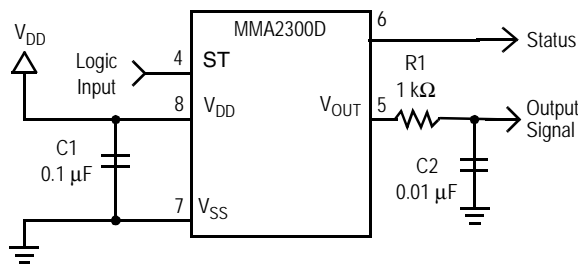 MMA2300D
6
Status
V_DD
Logic
Input
4
ST
R1
1 kΩ
8
V_DD
V_OUT
5
Output
Signal
C1
0.1 μF
C2
0.01 μF
7
V_SS